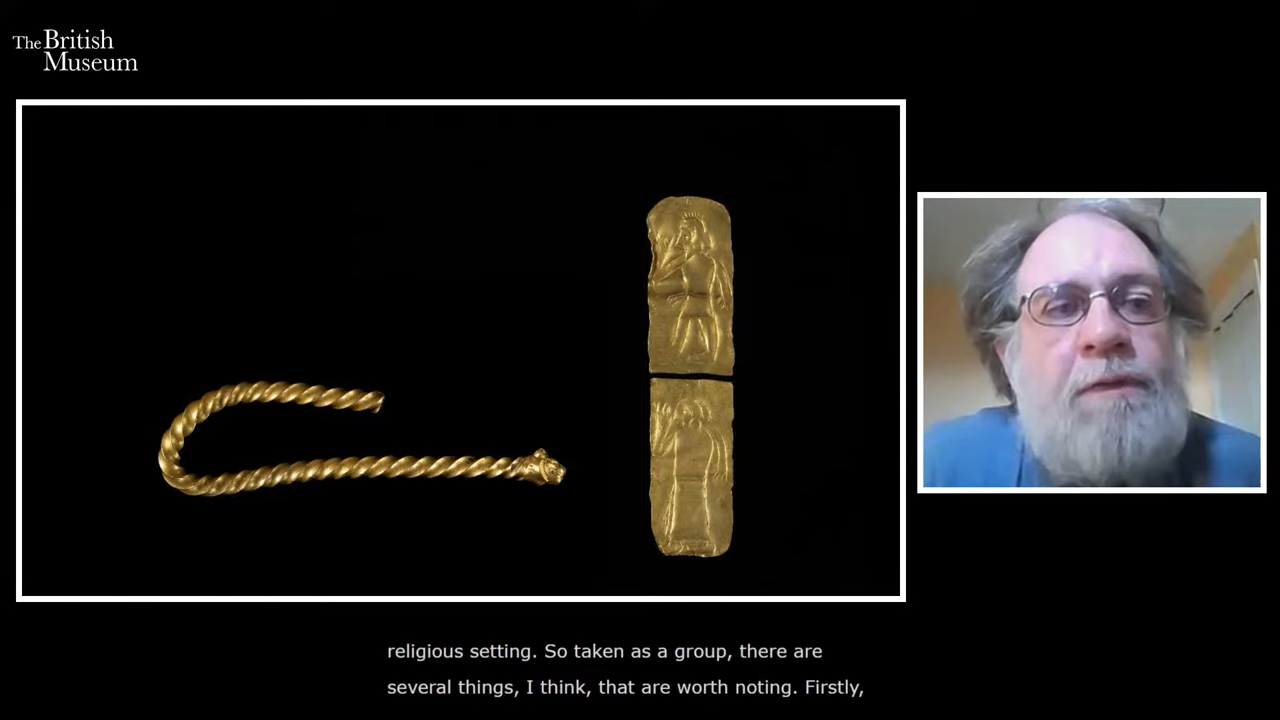 The British
Museum
religious setting. So taken as a group, there are
several things, I think, that are worth noting. Firstly,